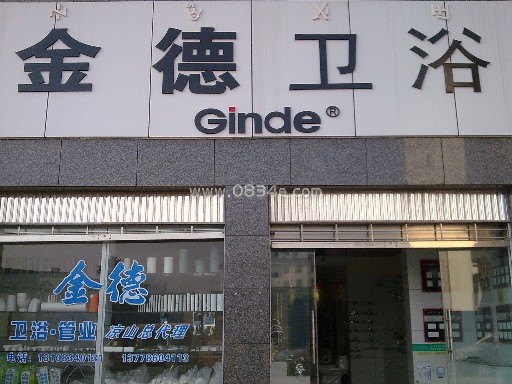 金德卫浴
Ginde®
www.0834e.com
金德
卫浴·管业 凉山总代理
电话: 13778604113